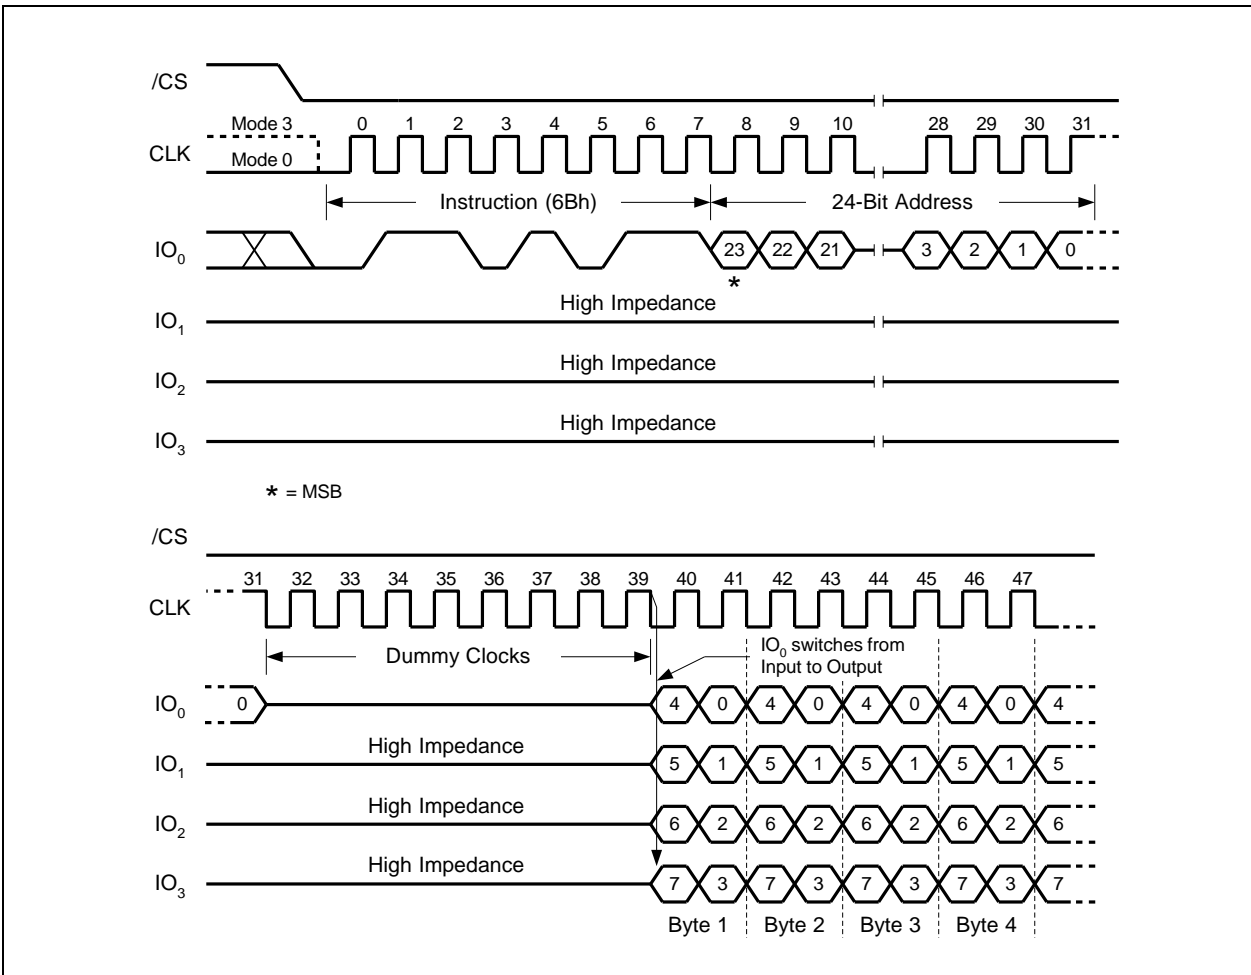 /CS
Mode 3 0 1 2 3 4 5 6 7 8 9 10 28 29 30 31
CLK
Mode 0
Instruction (6Bh) 24-Bit Address
IO0 23 22 21 3 2 1 0
*
High Impedance
IO1
High Impedance
IO2
High Impedance
IO3
* = MSB
/CS
31 32 33 34 35 36 37 38 39 40 41 42 43 44 45 46 47
CLK
Dummy Clocks
IO0 switches from
Input to Output
IO0 0 4 0 4 0 4 0 4 0 4
High Impedance
IO1 5 1 5 1 5 1 5 1 5
High Impedance
IO2 6 2 6 2 6 2 6 2 6
High Impedance
IO3 7 3 7 3 7 3 7 3 7
Byte 1 Byte 2 Byte 3 Byte 4